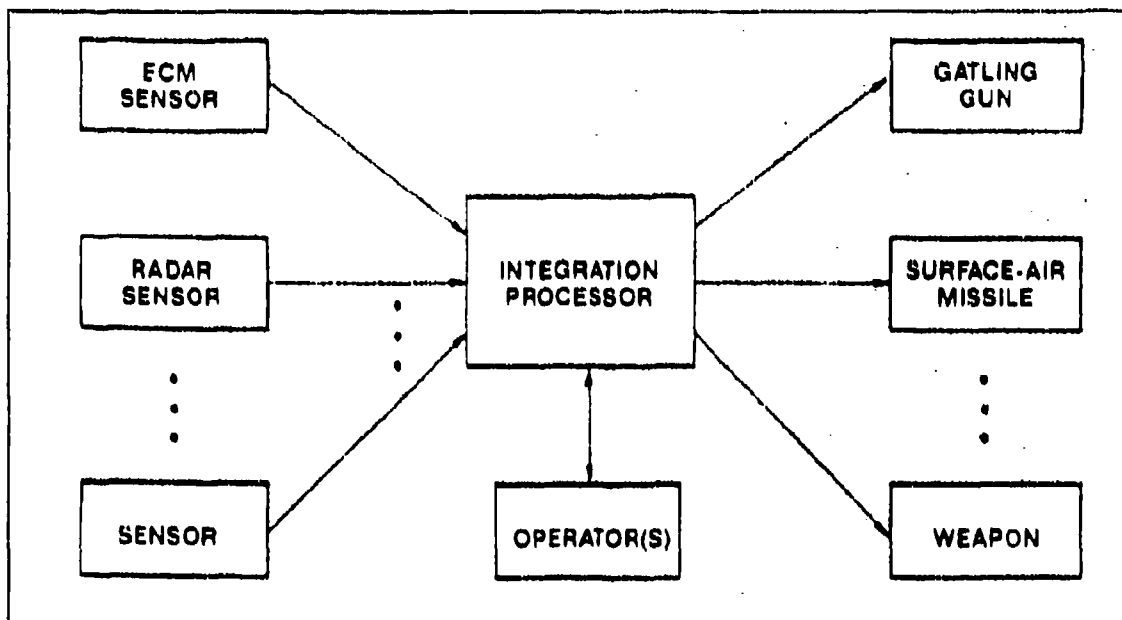 ECM
SENSOR
GATLING
GUN
RADAR
SENSOR
INTEGRATION
PROCESSOR
SURFACE-AIR
MISSILE
SENSOR
OPERATOR(S)
WEAPON